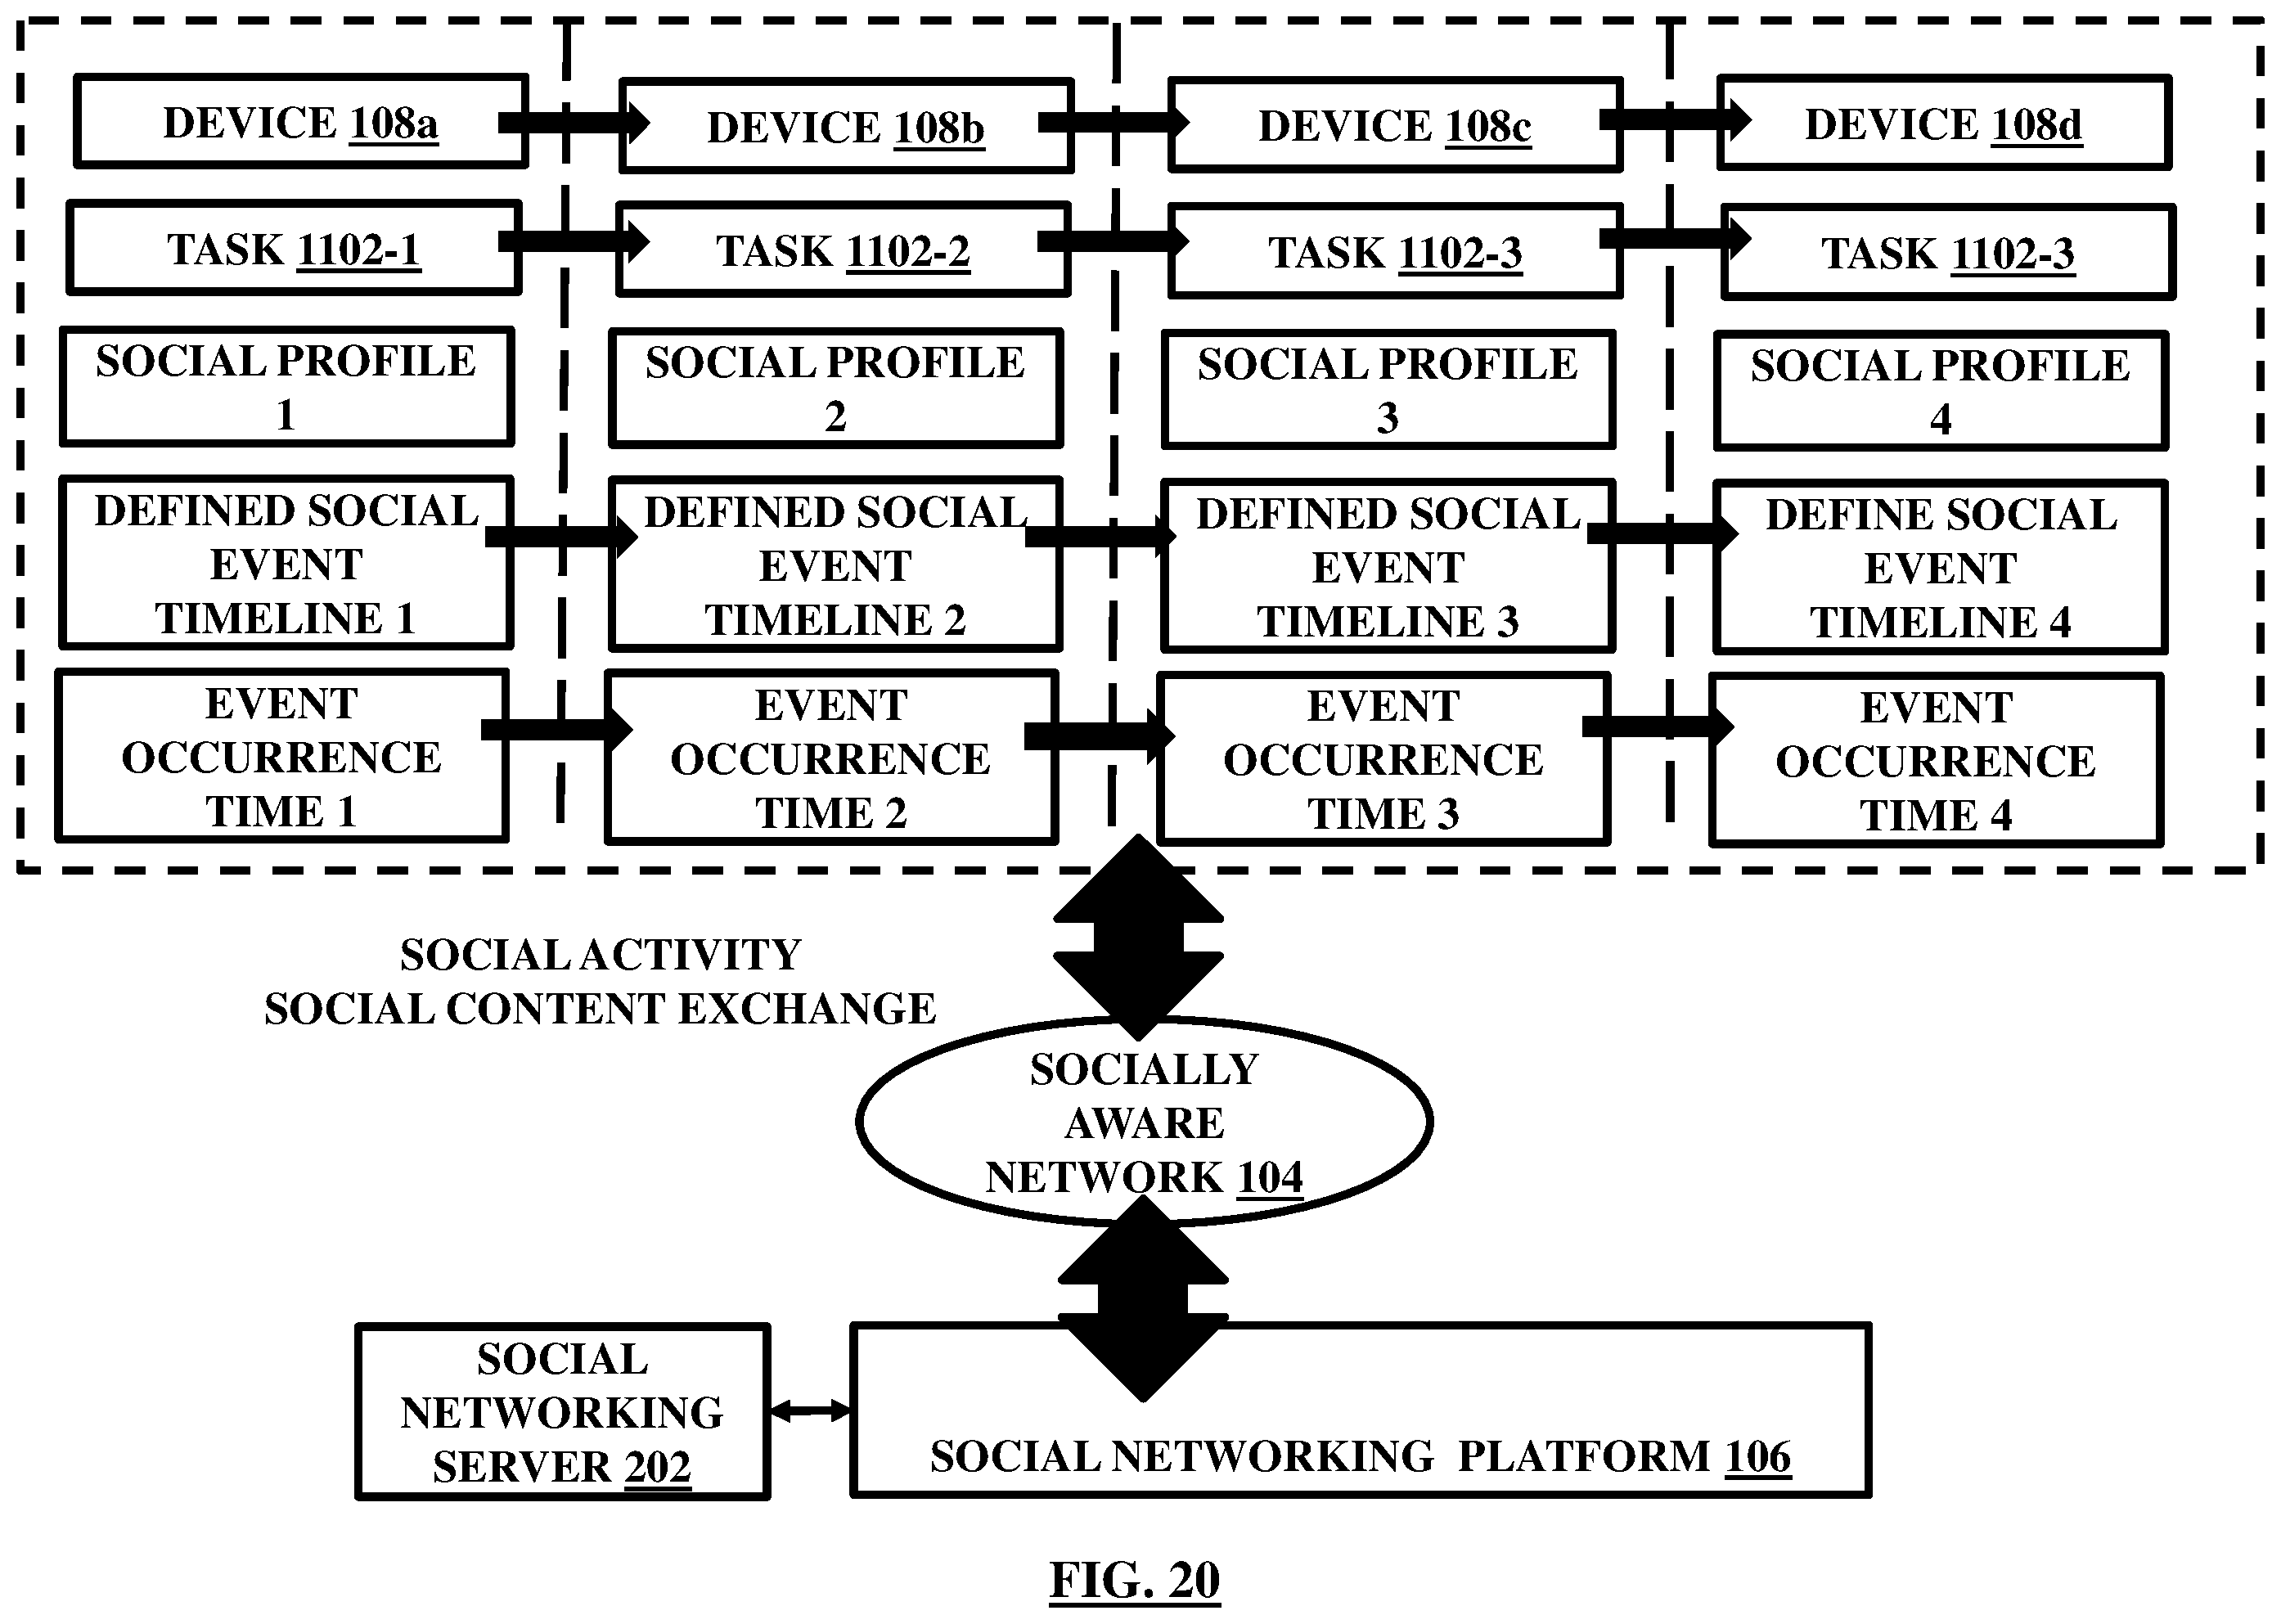 DEVICE 108a
DEVICE 108b
DEVICE 108c
DEVICE 108d
TASK 1102-1
TASK 1102-2
TASK 1102-3
TASK 1102-3
SOCIAL PROFILE
1
SOCIAL PROFILE
2
SOCIAL PROFILE
3
SOCIAL PROFILE
4
DEFINED SOCIAL
EVENT
TIMELINE 1
DEFINED SOCIAL
EVENT
TIMELINE 2
DEFINED SOCIAL
EVENT
TIMELINE 3
DEFINE SOCIAL
EVENT
TIMELINE 4
EVENT
OCCURRENCE
TIME 1
EVENT
OCCURRENCE
TIME 2
EVENT
OCCURRENCE
TIME 3
EVENT
OCCURRENCE
TIME 4
SOCIAL ACTIVITY
SOCIAL CONTENT EXCHANGE
SOCIALLY
AWARE
NETWORK 104
SOCIAL
NETWORKING
SERVER 202
SOCIAL NETWORKING PLATFORM 106
FIG. 20